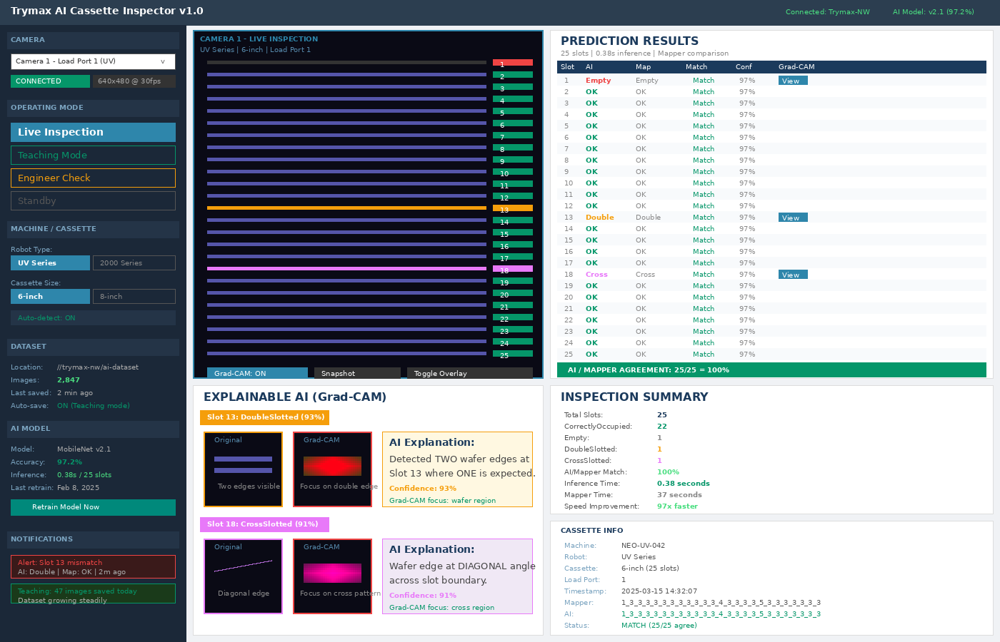 Trymax AI Cassette Inspector v1.0
Connected: Trymax-NW AI Model: v2.1 (97.2%)
CAMERA
Camera 1 - Load Port 1 (UV) v
CONNECTED 640x480 @ 30fps
OPERATING MODE
Live Inspection
Teaching Mode
Engineer Check
Standby
MACHINE / CASSETTE
Robot Type:
UV Series 2000 Series
Cassette Size:
6-inch 8-inch
Auto-detect: ON
DATASET
Location: //trymax-nw/ai-dataset
Images: 2,847
Last saved: 2 min ago
Auto-save: ON (Teaching mode)
AI MODEL
Model: MobileNet v2.1
Accuracy: 97.2%
Inference: 0.38s / 25 slots
Last retrain: Feb 8, 2025
Retrain Model Now
NOTIFICATIONS
Alert: Slot 13 mismatch
AI: Double | Map: OK | 2m ago
Teaching: 47 images saved today
Dataset growing steadily
CAMERA 1 - LIVE INSPECTION
UV Series | 6-inch | Load Port 1
1
2
3
4
5
6
7
8
9
10
11
12
13
14
15
16
17
18
19
20
21
22
23
24
25
Grad-CAM: ON Snapshot Toggle Overlay
PREDICTION RESULTS
25 slots | 0.38s inference | Mapper comparison
Slot AI Map Match Conf Grad-CAM
1 Empty Empty Match 97% View
2 OK OK Match 97%
3 OK OK Match 97%
4 OK OK Match 97%
5 OK OK Match 97%
6 OK OK Match 97%
7 OK OK Match 97%
8 OK OK Match 97%
9 OK OK Match 97%
10 OK OK Match 97%
11 OK OK Match 97%
12 OK OK Match 97%
13 Double Double Match 97% View
14 OK OK Match 97%
15 OK OK Match 97%
16 OK OK Match 97%
17 OK OK Match 97%
18 Cross Cross Match 97% View
19 OK OK Match 97%
20 OK OK Match 97%
21 OK OK Match 97%
22 OK OK Match 97%
23 OK OK Match 97%
24 OK OK Match 97%
25 OK OK Match 97%
AI / MAPPER AGREEMENT: 25/25 = 100%
EXPLAINABLE AI (Grad-CAM)
Slot 13: DoubleSlotted (93%)
Original
Two edges visible
Grad-CAM
Focus on double edge
AI Explanation:
Detected TWO wafer edges at
Slot 13 where ONE is expected.
Confidence: 93%
Grad-CAM focus: wafer region
Slot 18: CrossSlotted (91%)
Original
Diagonal edge
Grad-CAM
Focus on cross pattern
AI Explanation:
Wafer edge at DIAGONAL angle
across slot boundary.
Confidence: 91%
Grad-CAM focus: cross region
INSPECTION SUMMARY
Total Slots: 25
CorrectlyOccupied: 22
Empty: 1
DoubleSlotted: 1
CrossSlotted: 1
AI/Mapper Match: 100%
Inference Time: 0.38 seconds
Mapper Time: 37 seconds
Speed Improvement: 97x faster
CASSETTE INFO
Machine: NEO-UV-042
Robot: UV Series
Cassette: 6-inch (25 slots)
Load Port: 1
Timestamp: 2025-03-15 14:32:07
Mapper: 1_3_3_3_3_3_3_3_3_3_3_3_4_3_3_3_3_5_3_3_3_3_3_3_3
AI: 1_3_3_3_3_3_3_3_3_3_3_3_4_3_3_3_3_5_3_3_3_3_3_3_3
Status: MATCH (25/25 agree)